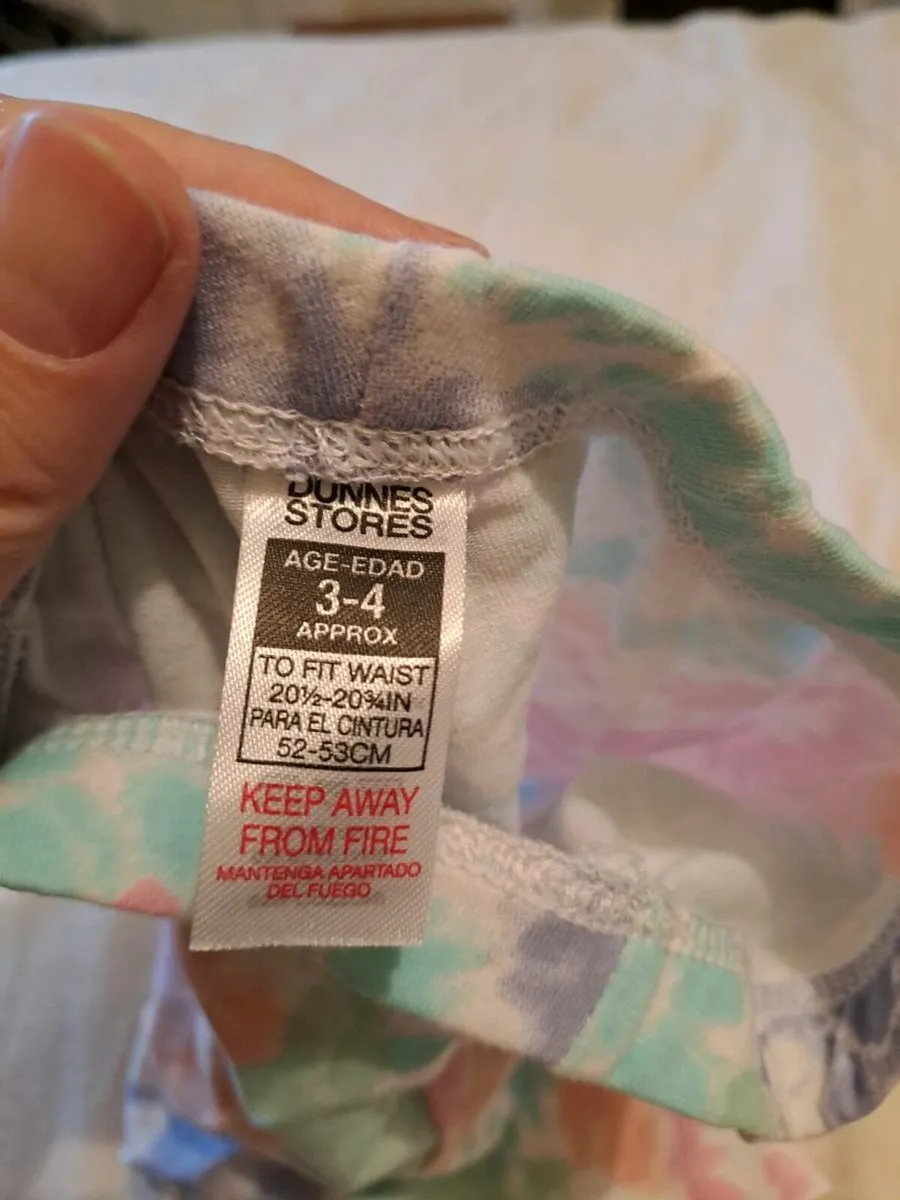 DUNNES
STORES
AGE-EDAD
3-4
APPROX
TO FIT WAIST
20½-20¾IN
PARA EL CINTURA
52-53CM
KEEP AWAY
FROM FIRE
MANTENGA APARTADO
DEL FUEGO